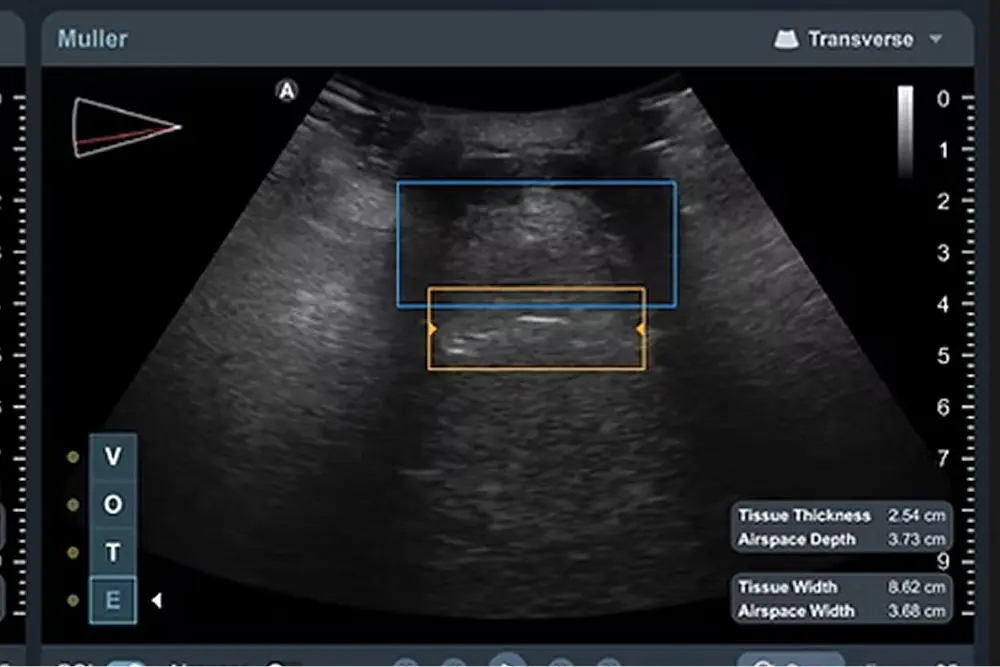 Muller
Transverse
A
0
1
2
3
4
5
6
7
9
V
O
T
E
Tissue Thickness 2.54 cm
Airspace Depth 3.73 cm
Tissue Width 8.62 cm
Airspace Width 3.68 cm